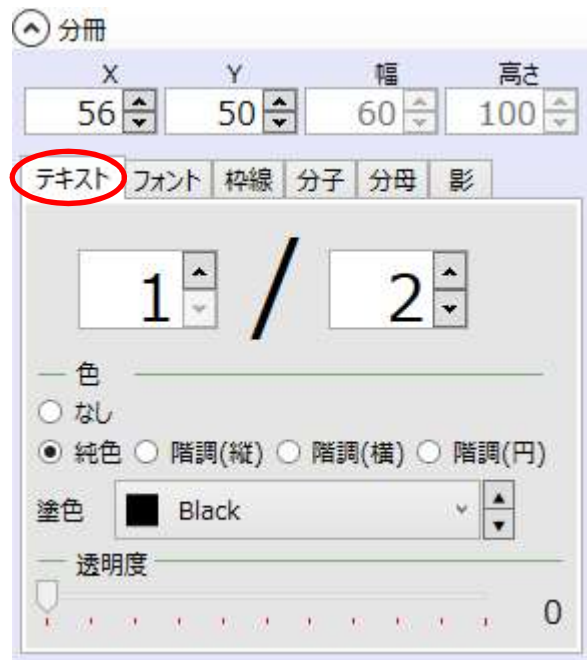 分冊
X Y 幅 高さ
56 50 60 100
テキスト フォント 枠線 分子 分母 影
1 / 2
色
なし
純色 階調(縦) 階調(横) 階調(円)
塗色 Black
透明度
0